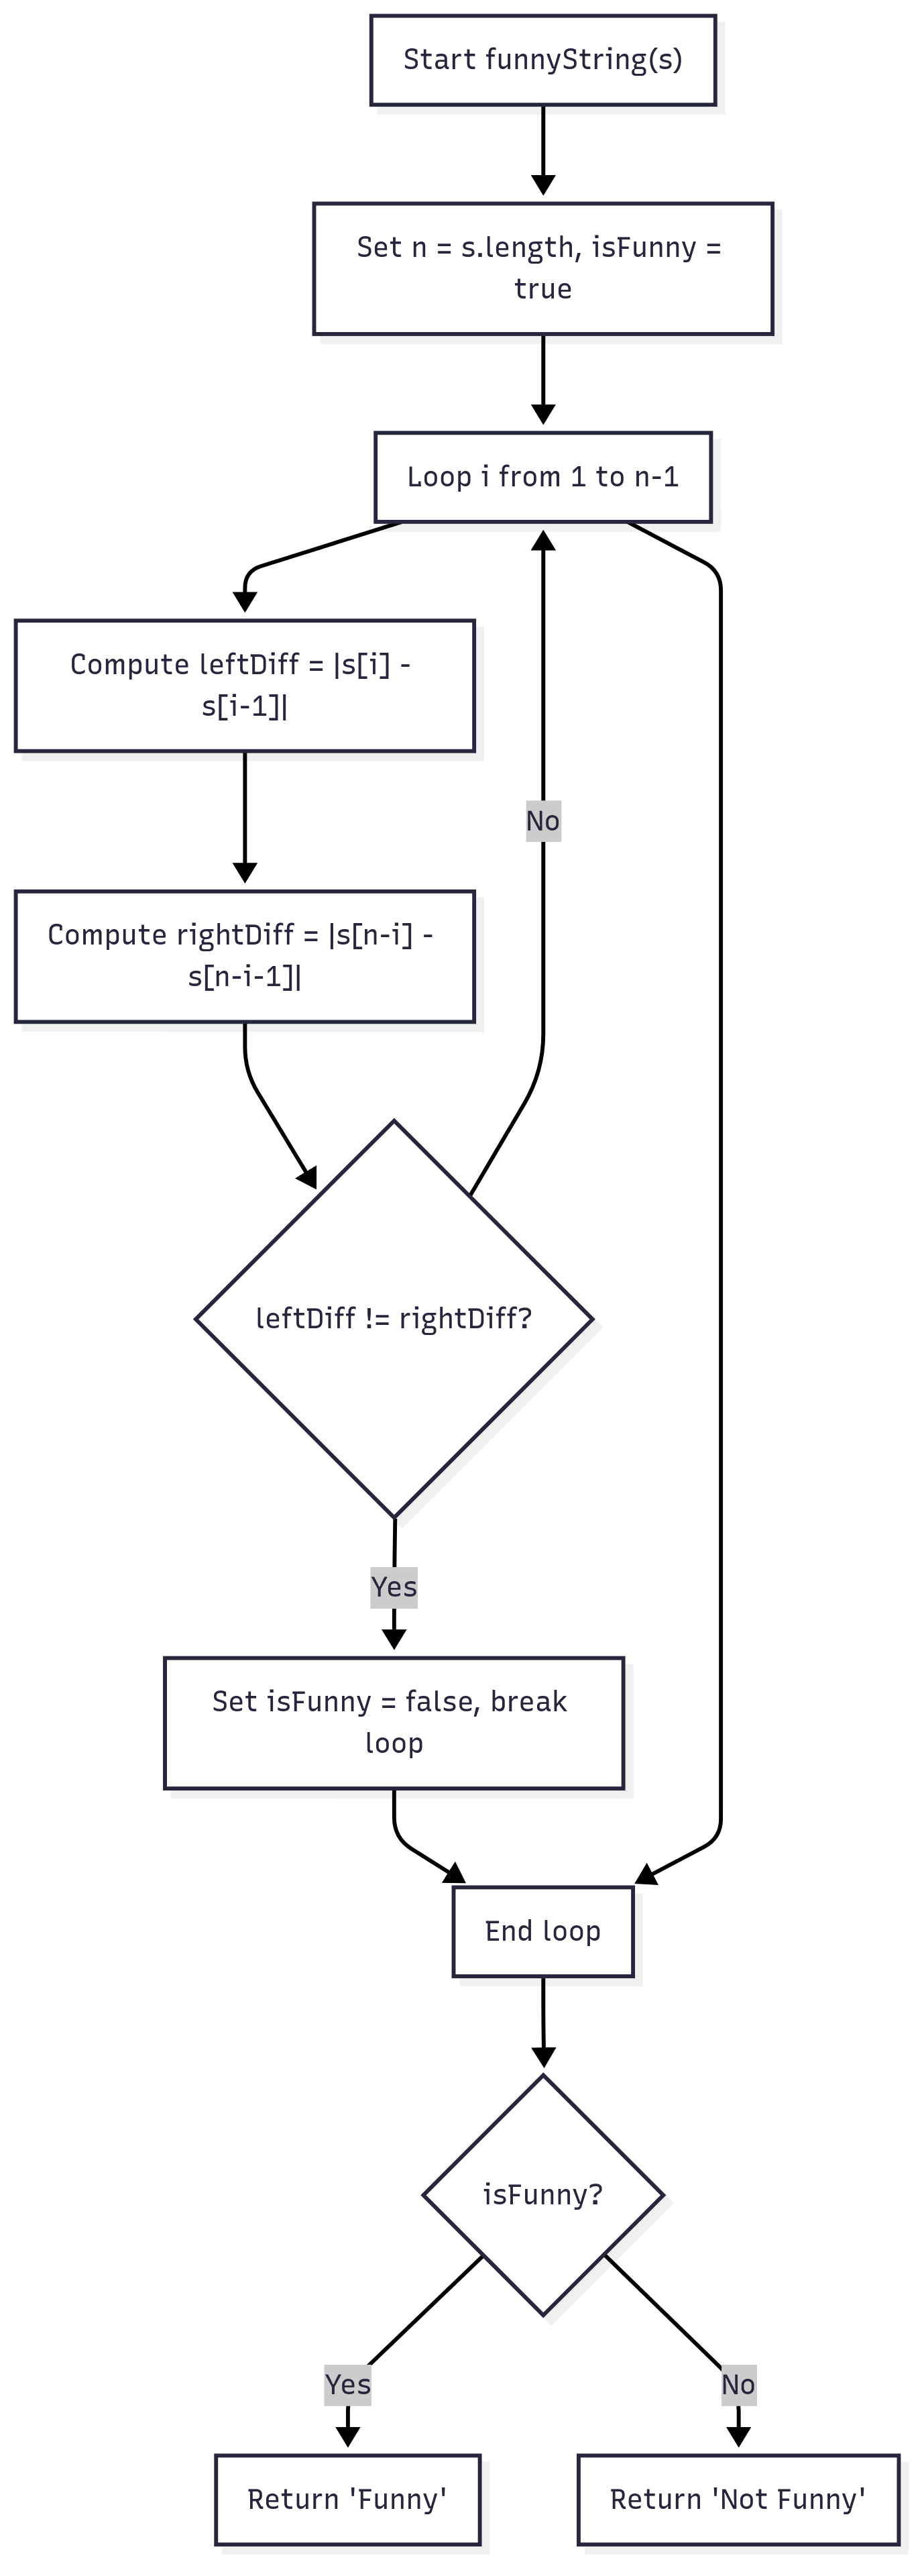 Start funnyString(s)
Set n = s.length, isFunny =
true
Loop i from 1 to n-1
Compute leftDiff = |s[i] -
s[i-1]|
No
Compute rightDiff = |s[n-i] -
s[n-i-1]|
leftDiff != rightDiff?
Yes
Set isFunny = false, break
loop
End loop
isFunny?
Yes
No
Return 'Funny'
Return 'Not Funny'